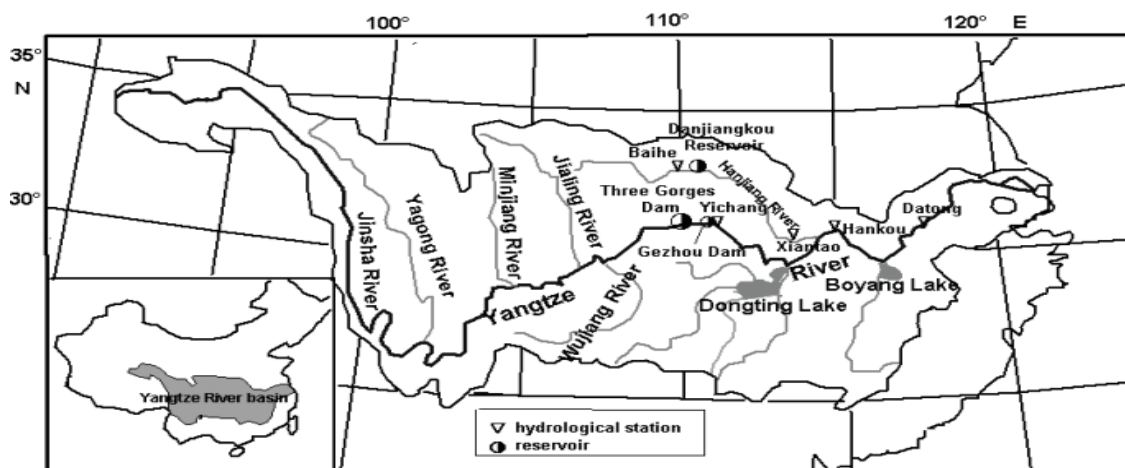 100°
110°
120° E
35°
N
30°
Danjiangkou
Reservoir
Baihe
Hanjiang River
Three Gorges
Dam
Yichang
Gezhou Dam
Xiantao
Hankou
Datong
Jinsha River
Yagong River
Minjiang River
Jialing River
Wujiang River
Yangtze
River
Dongting Lake
Boyang Lake
Yangtze River basin
hydrological station
reservoir